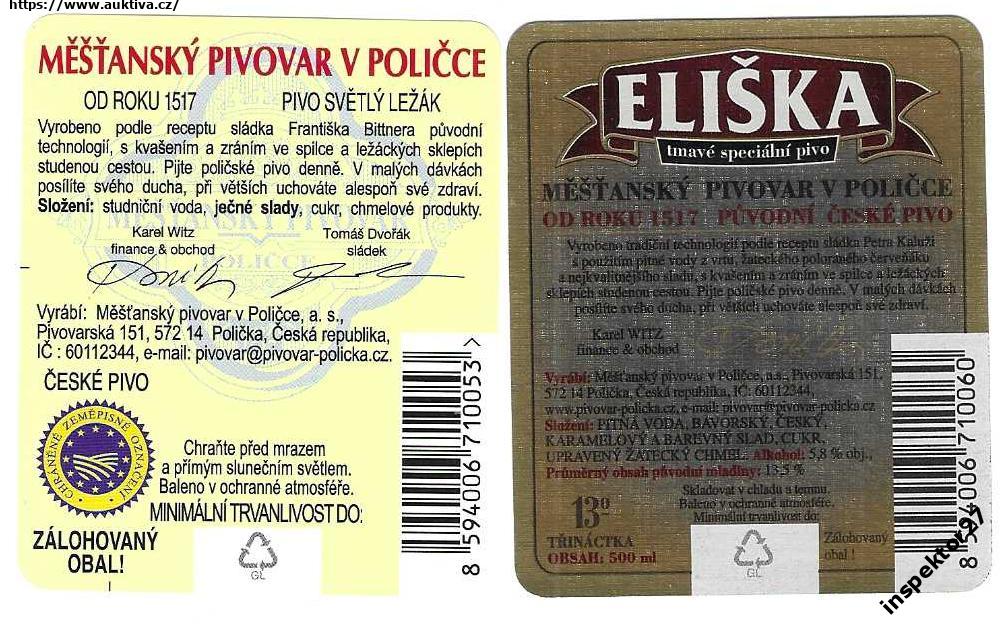 https://www.auktiva.cz/
MĚŠŤANSKÝ PIVOVAR V POLIČCE
OD ROKU 1517 PIVO SVĚTLÝ LEŽÁK
Vyrobeno podle receptu sládka Františka Bittnera původní
technologií, s kvašením a zráním ve spilce a ležáckých sklepích
studenou cestou. Pijte poličské pivo denně. V malých dávkách
posílíte svého ducha, při větších uchováte alespoň své zdraví.
Složení: studniční voda, ječné slady, cukr, chmelové produkty.
MĚŠŤANSKÝ PIVOVAR
POLIČCE
Karel Witz Tomáš Dvořák
finance & obchod sládek
Vyrábí: Měšťanský pivovar v Poličce, a. s.,
Pivovarská 151, 572 14 Polička, Česká republika,
IČ : 60112344, e-mail: pivovar@pivovar-policka.cz.
ČESKÉ PIVO
CHRÁNĚNÉ ZEMĚPISNÉ OZNAČENÍ
Chraňte před mrazem
a přímým slunečním světlem.
Baleno v ochranné atmosféře.
MINIMÁLNÍ TRVANLIVOST DO:
ZÁLOHOVANÝ
OBAL!
GL
8 594006 710053 >
ELIŠKA
tmavé speciální pivo
MĚŠŤANSKÝ PIVOVAR V POLIČCE
OD ROKU 1517 PŮVODNÍ ČESKÉ PIVO
Vyrobeno tradiční technologií podle receptu sládka Petra Kaluží
s použitím pitné vody z vrtu, žateckého poloraného červeňáku
a nejkvalitnějšího sladu, s kvašením a zráním ve spilce a ležáckých
sklepích studenou cestou. Pijte poličské pivo denně. V malých dávkách
posílíte svého ducha, při větších uchováte alespoň své zdraví.
Karel WITZ
finance & obchod
Vyrábí: Měšťanský pivovar v Poličce, a.s., Pivovarská 151,
572 14 Polička, Česká republika, IČ: 60112344,
www.pivovar-policka.cz, e-mail: pivovar@pivovar-policka.cz
Složení: PITNÁ VODA, BAVORSKÝ, ČESKÝ,
KARAMELOVÝ A BAREVNÝ SLAD, CUKR,
UPRAVENÝ ŽATECKÝ CHMEL. Alkohol: 5,8 % obj.,
Průměrný obsah původní mladiny: 13,5 %
Skladovat v chladu a temnu.
Baleno v ochranné atmosféře.
Minimální trvanlivost do:
13°
TŘINÁCTKA
OBSAH: 500 ml
Zálohovaný
obal !
GL
8 594006 710060
inspektor97